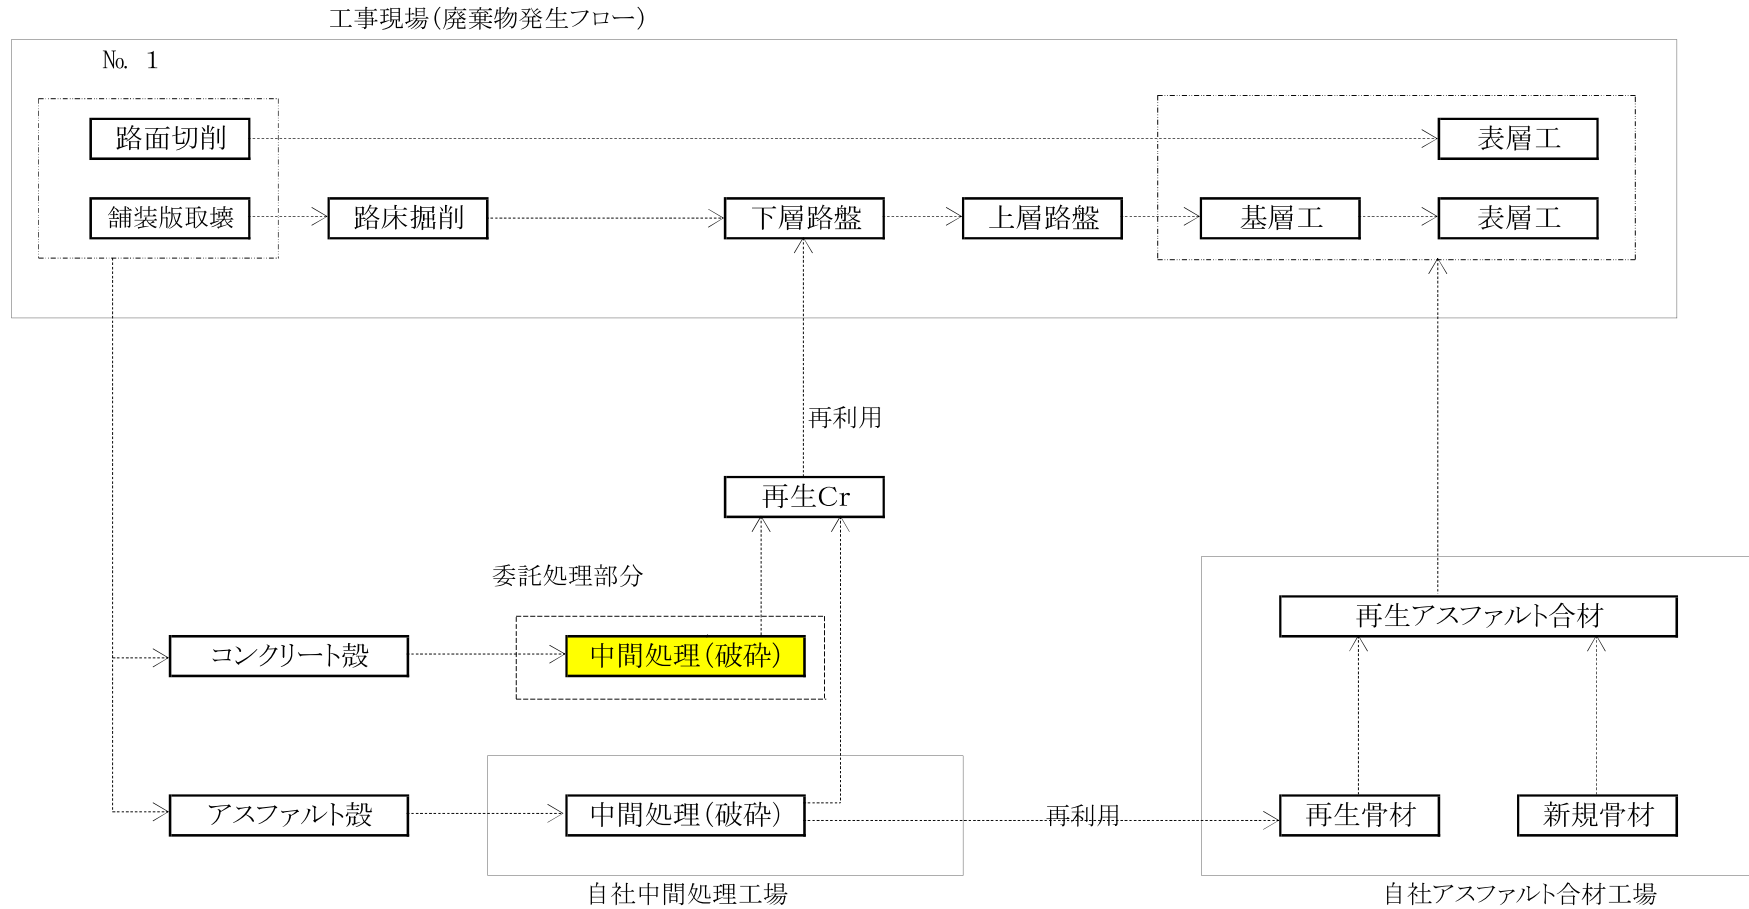 工事現場（廃棄物発生フロー）
№ 1
路面切削
表層工
舗装版取壊
路床掘削
下層路盤
上層路盤
基層工
表層工
再利用
再生Cr
委託処理部分
再生アスファルト合材
コンクリート殻
中間処理（破砕）
アスファルト殻
中間処理（破砕）
再利用
再生骨材
新規骨材
自社中間処理工場
自社アスファルト合材工場